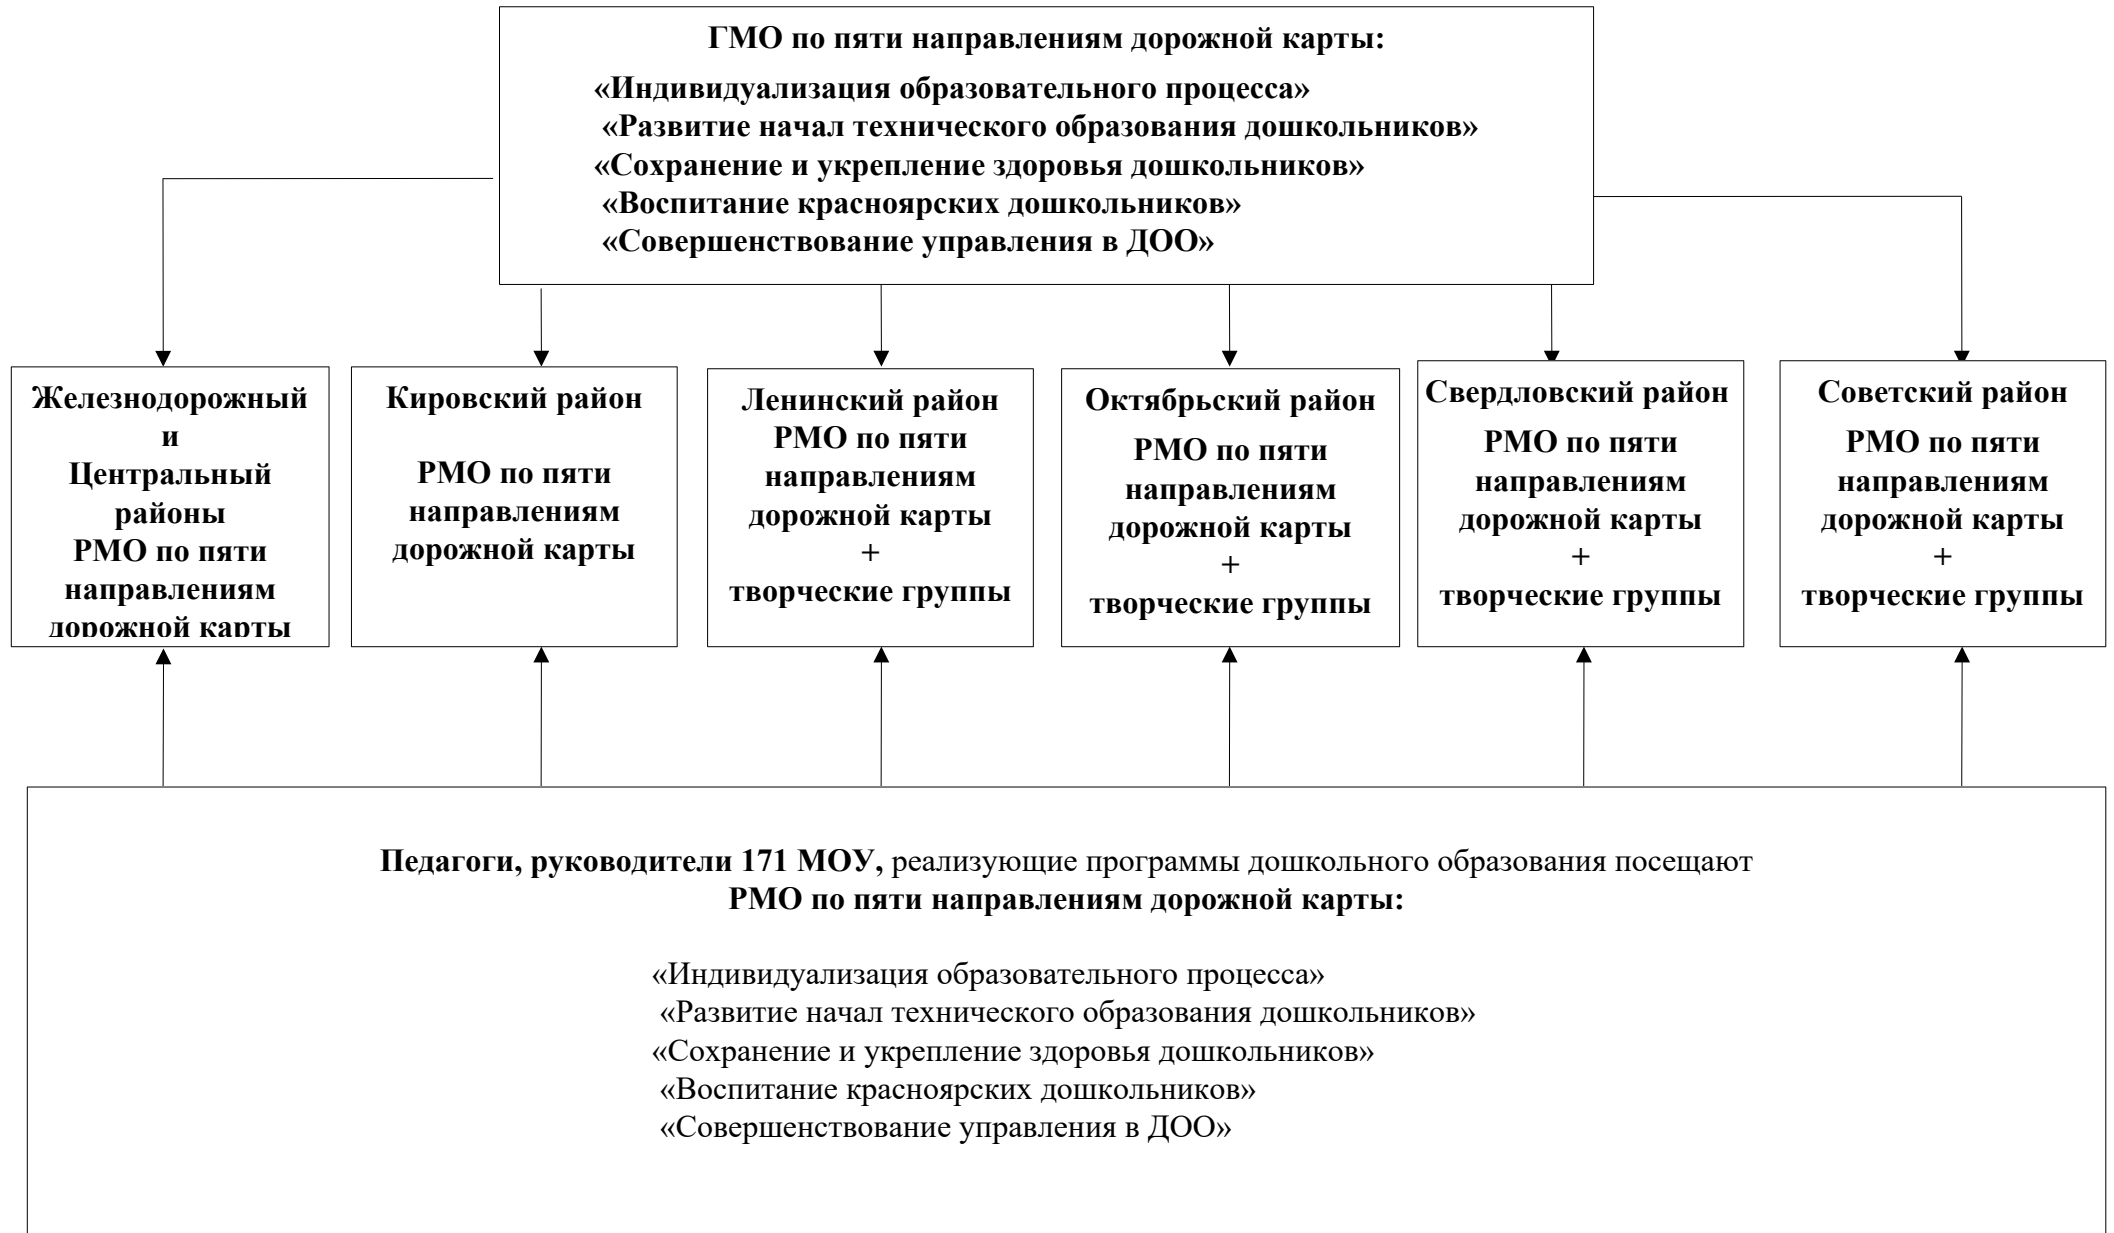 ГМО по пяти направлениям дорожной карты:
«Индивидуализация образовательного процесса»
«Развитие начал технического образования дошкольников»
«Сохранение и укрепление здоровья дошкольников»
«Воспитание красноярских дошкольников»
«Совершенствование управления в ДОО»
Железнодорожный
и
Центральный
районы
РМО по пяти
направлениям
дорожной карты
Кировский район
РМО по пяти
направлениям
дорожной карты
Ленинский район
РМО по пяти
направлениям
дорожной карты
+
творческие группы
Октябрьский район
РМО по пяти
направлениям
дорожной карты
+
творческие группы
Свердловский район
РМО по пяти
направлениям
дорожной карты
+
творческие группы
Советский район
РМО по пяти
направлениям
дорожной карты
+
творческие группы
Педагоги, руководители 171 МОУ, реализующие программы дошкольного образования посещают
РМО по пяти направлениям дорожной карты:
«Индивидуализация образовательного процесса»
«Развитие начал технического образования дошкольников»
«Сохранение и укрепление здоровья дошкольников»
«Воспитание красноярских дошкольников»
«Совершенствование управления в ДОО»